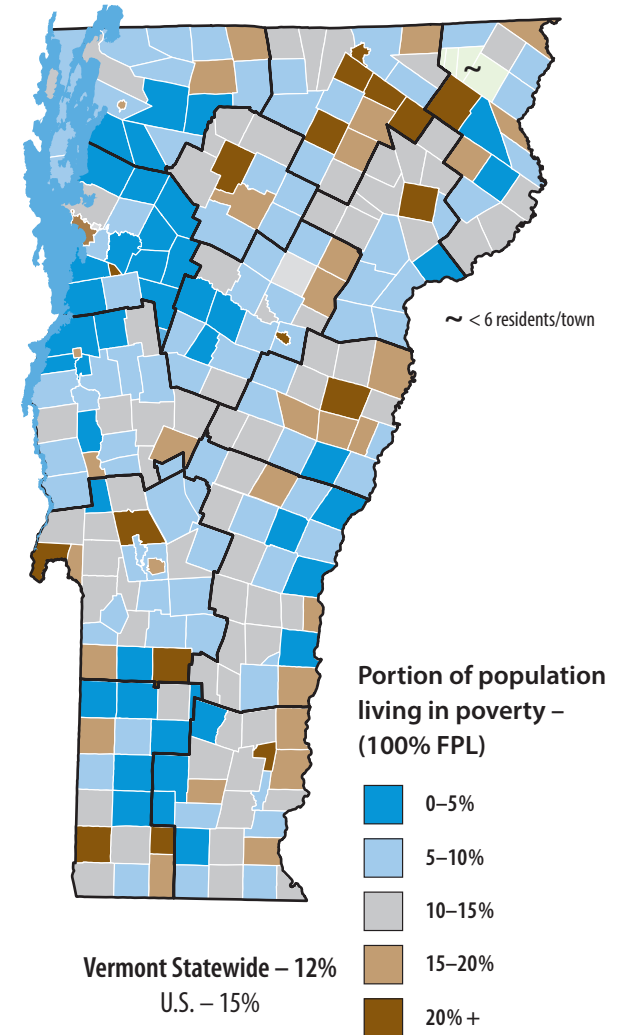 ~
~ < 6 residents/town
Portion of population
living in poverty –
(100% FPL)
0–5%
5–10%
10–15%
15–20%
20% +
Vermont Statewide – 12%
U.S. – 15%